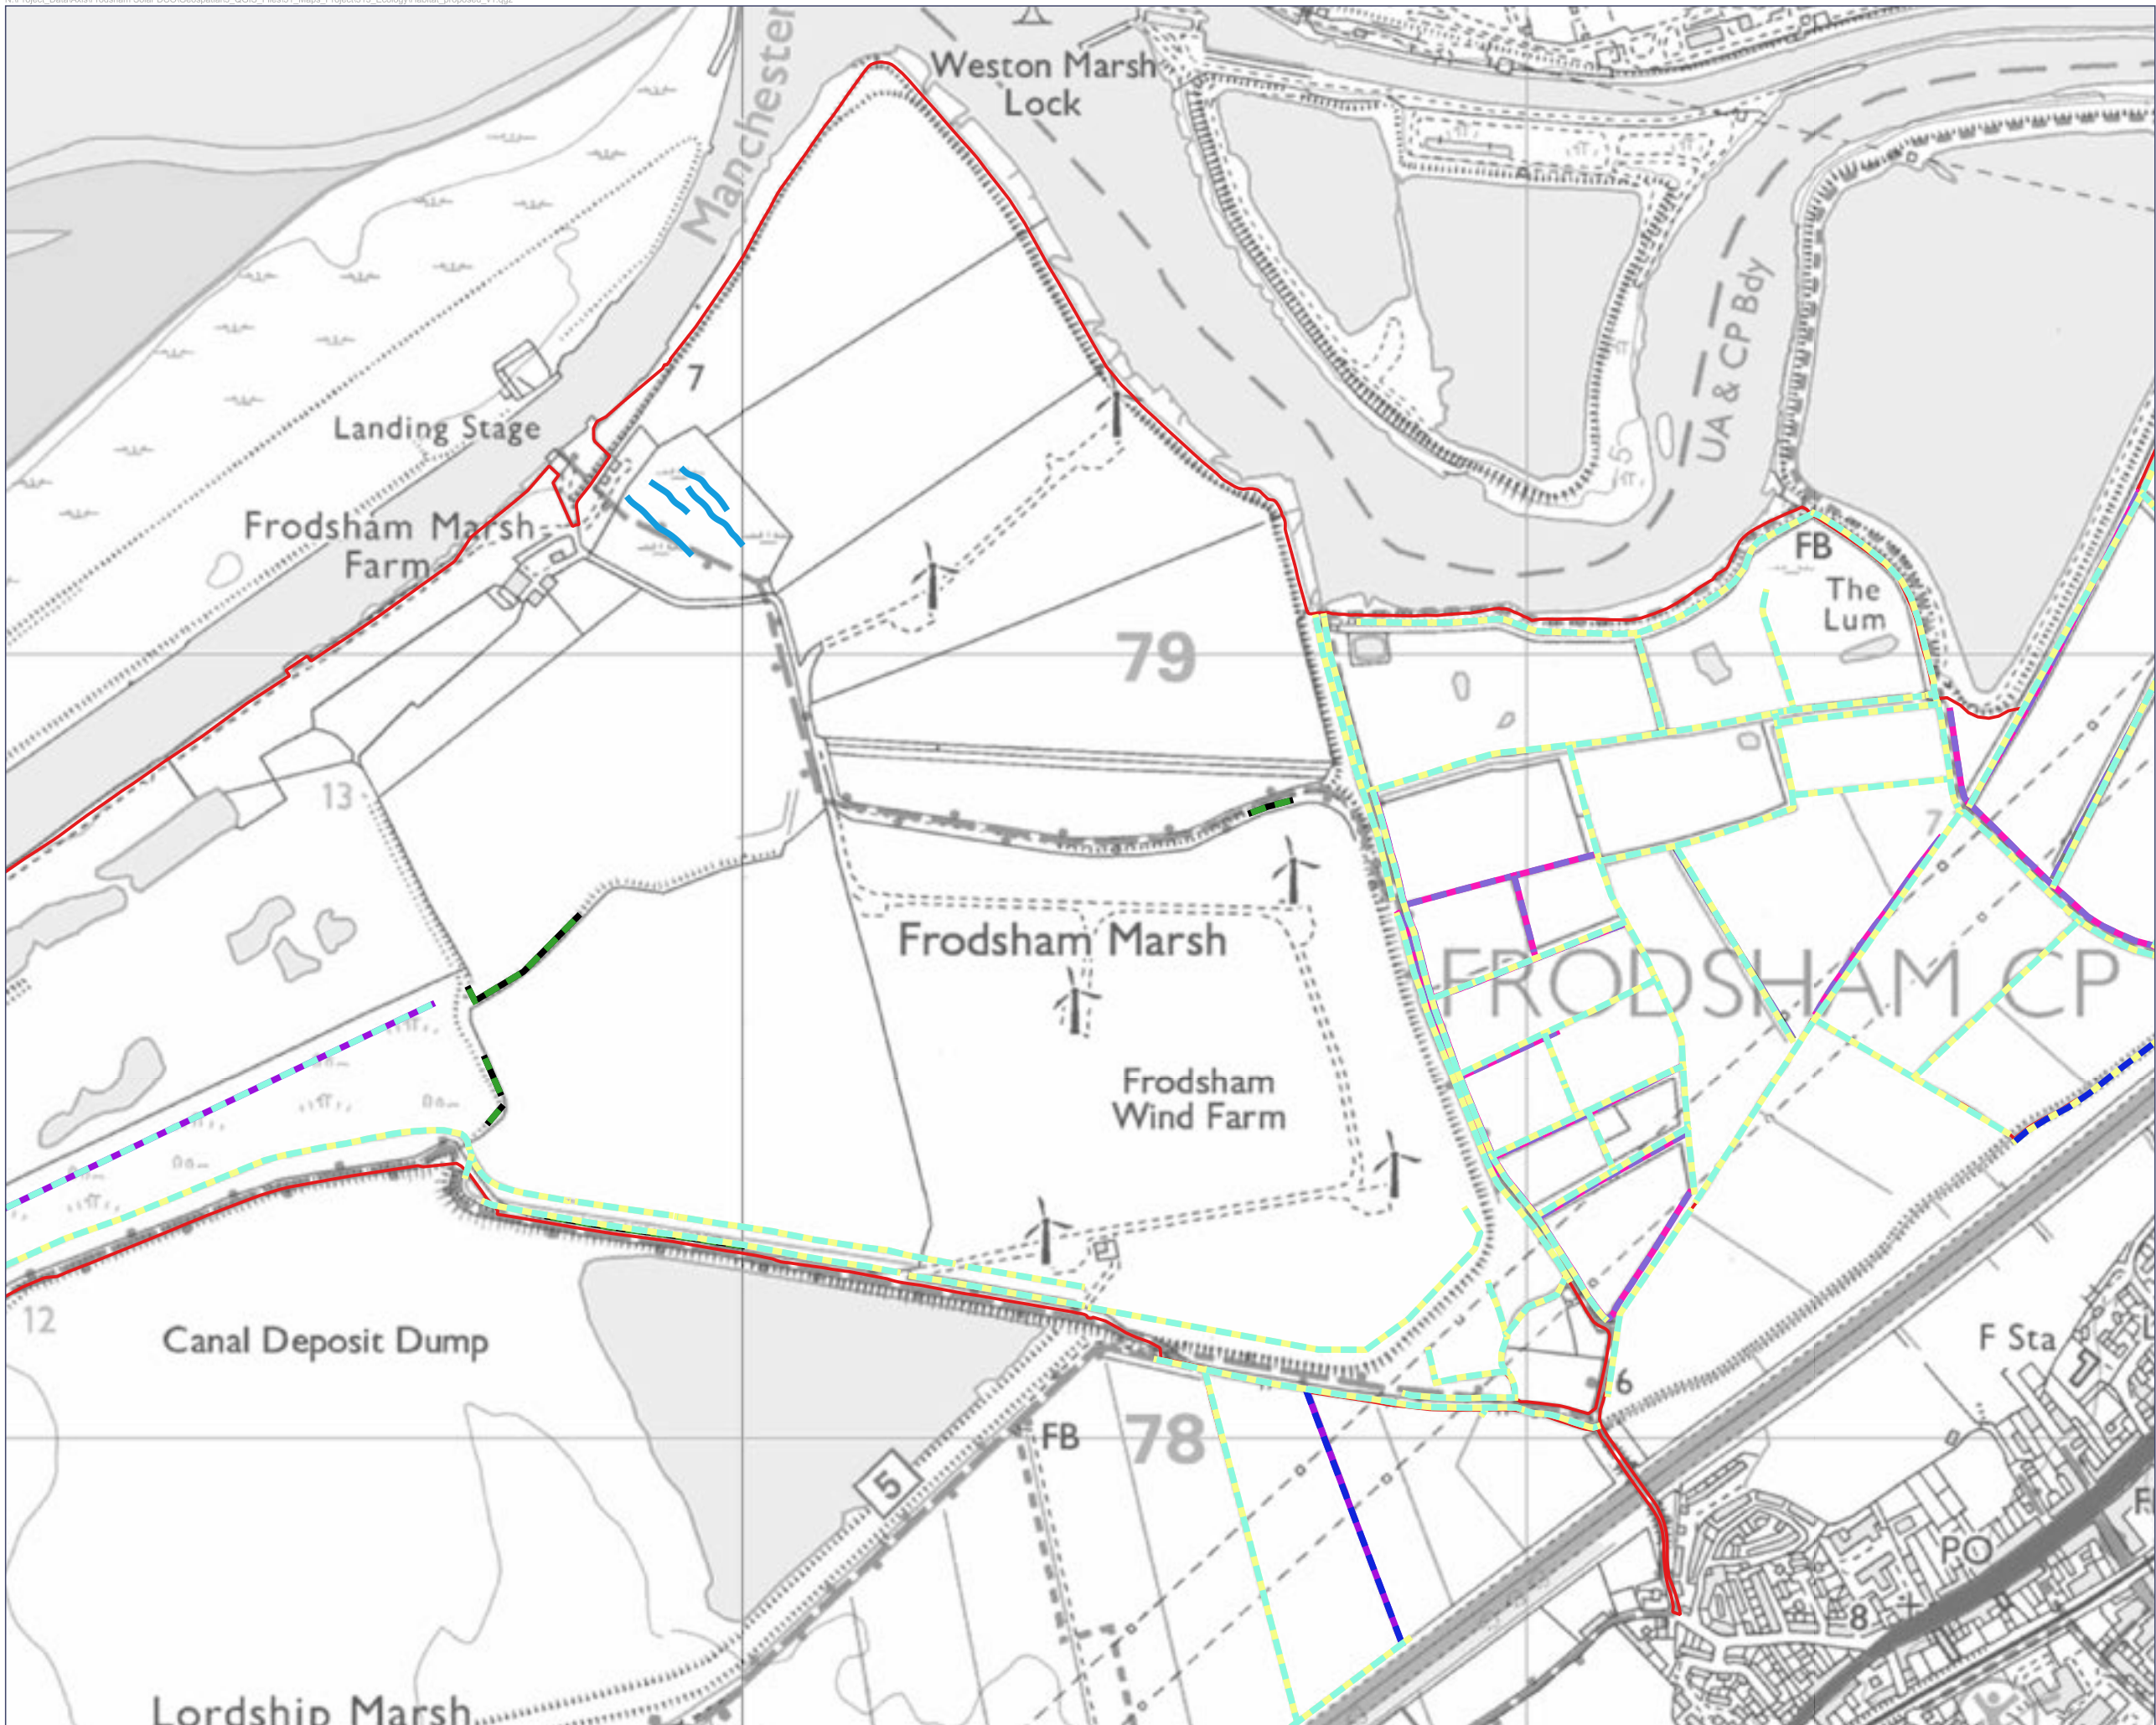 Manchester
Weston Marsh
Lock
7
Landing Stage
Frodsham Marsh
Farm
UA & CP Bdy
5
FB
The
Lum
79
13
7
Frodsham Marsh
FRODSHAM CP
Frodsham
Wind Farm
12
Canal Deposit Dump
F Sta
6
FB
78
5
PO
8
Lordship Marsh